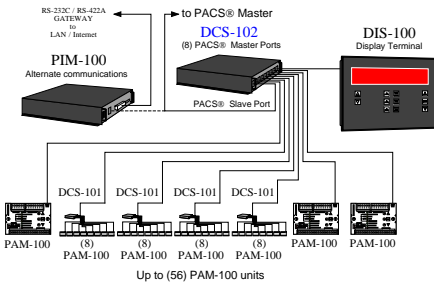 RS-232C / RS-422A
GATEWAY
to
LAN / Internet
to PACS® Master
DCS-102
(8) PACS® Master Ports
DIS-100
Display Terminal
PIM-100
Alternate communications
PACS® Slave Port
DCS-101 DCS-101 DCS-101 DCS-101
PAM-100 (8) (8) (8) (8) PAM-100 PAM-100
PAM-100 PAM-100 PAM-100 PAM-100
Up to (56) PAM-100 units